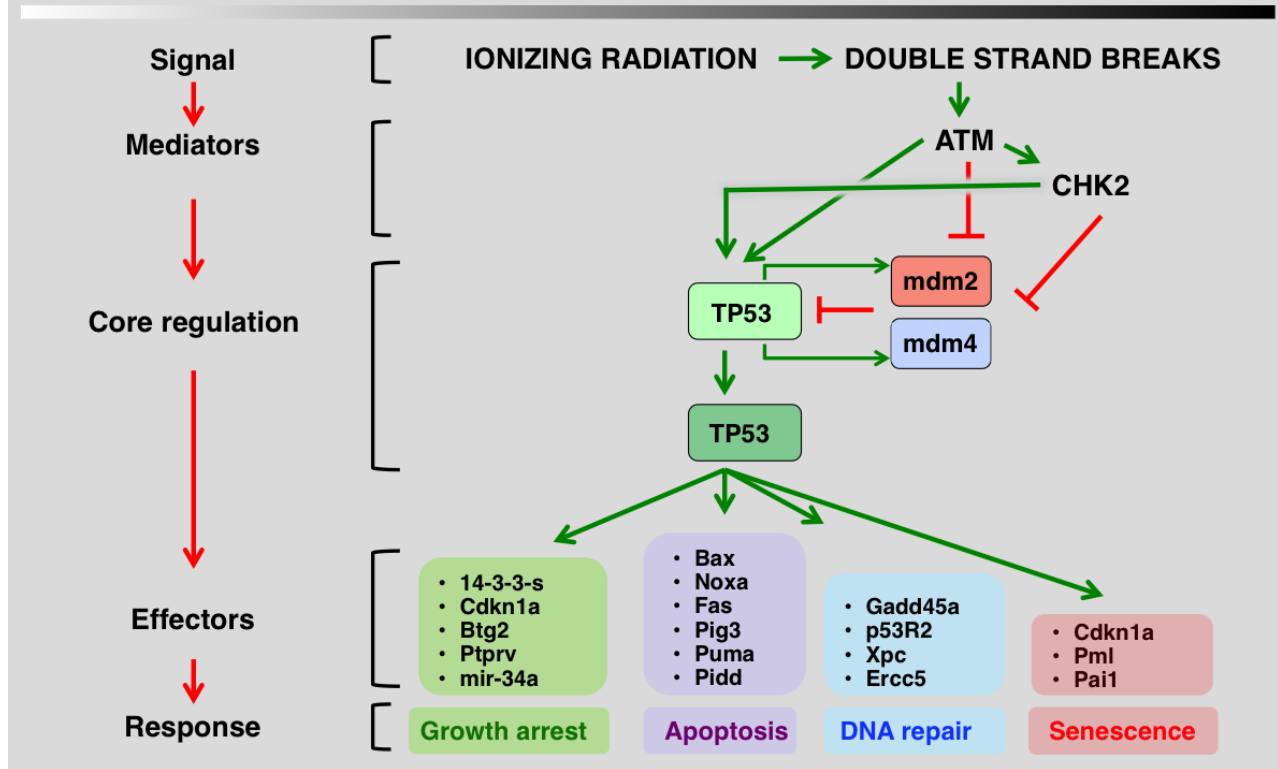 Signal
IONIZING RADIATION
DOUBLE STRAND BREAKS
Mediators
ATM
CHK2
Core regulation
TP53
mdm2
mdm4
TP53
Effectors
• 14-3-3-s
• Cdkn1a
• Btg2
• Ptprv
• mir-34a
• Bax
• Noxa
• Fas
• Pig3
• Puma
• Pidd
• Gadd45a
• p53R2
• Xpc
• Ercc5
• Cdkn1a
• Pml
• Pai1
Response
Growth arrest
Apoptosis
DNA repair
Senescence